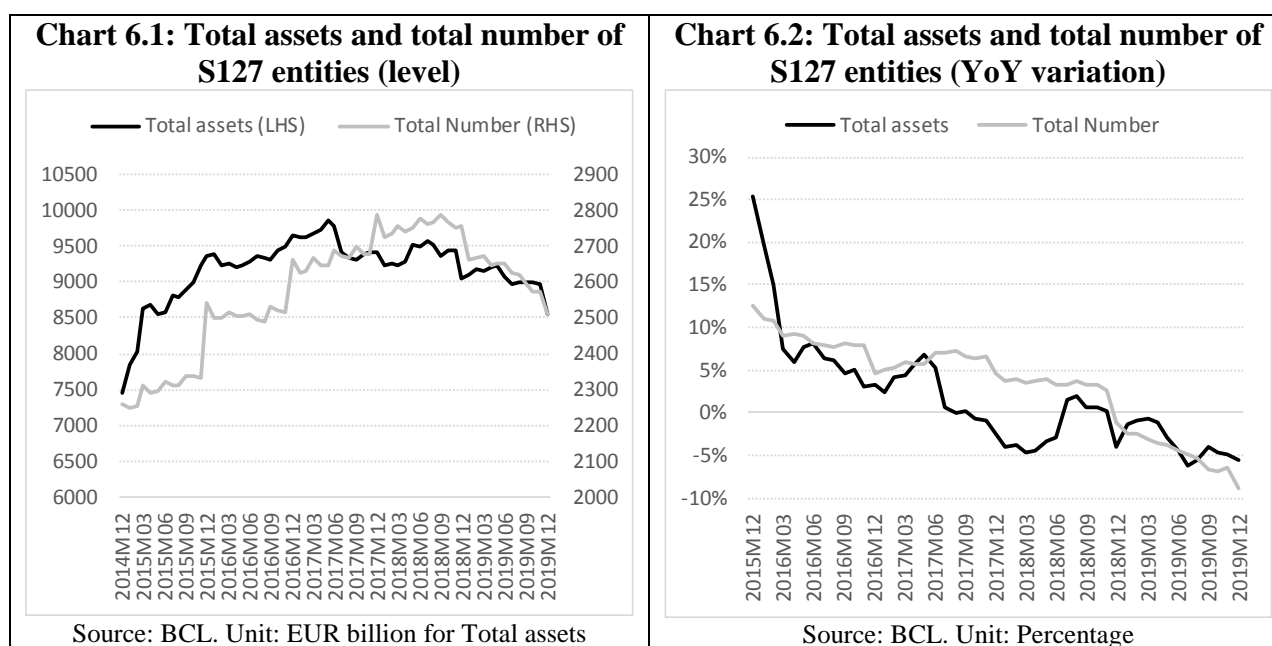 Chart 6.1: Total assets and total number of
S127 entities (level)
Total assets (LHS)
Total Number (RHS)
10500
10000
9500
9000
8500
8000
7500
7000
6500
6000
2900
2800
2700
2600
2500
2400
2300
2200
2100
2000
2014M12
2015M03
2015M06
2015M09
2015M12
2016M03
2016M06
2016M09
2016M12
2017M03
2017M06
2017M09
2017M12
2018M03
2018M06
2018M09
2018M12
2019M03
2019M06
2019M09
2019M12
Source: BCL. Unit: EUR billion for Total assets
Chart 6.2: Total assets and total number of
S127 entities (YoY variation)
Total assets
Total Number
30%
25%
20%
15%
10%
5%
0%
-5%
-10%
2015M12
2016M03
2016M06
2016M09
2016M12
2017M03
2017M06
2017M09
2017M12
2018M03
2018M06
2018M09
2018M12
2019M03
2019M06
2019M09
2019M12
Source: BCL. Unit: Percentage